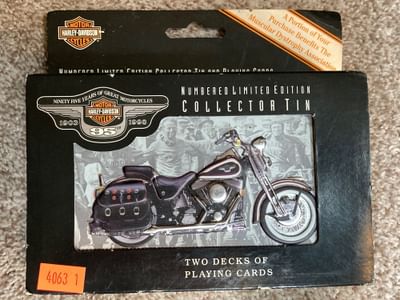 MOTOR
HARLEY-DAVIDSON
CYCLES
A Portion of Your
Purchase Benefits The
Muscular Dystrophy Association
NUMBERED LIMITED EDITION COLLECTOR TIN AND PLAYING CARDS
NINETY FIVE YEARS OF GREAT MOTORCYCLES
MOTOR
HARLEY-DAVIDSON
CYCLES
1903
1998
95TH
NUMBERED LIMITED EDITION
COLLECTOR TIN
TWO DECKS OF
PLAYING CARDS
4063 1